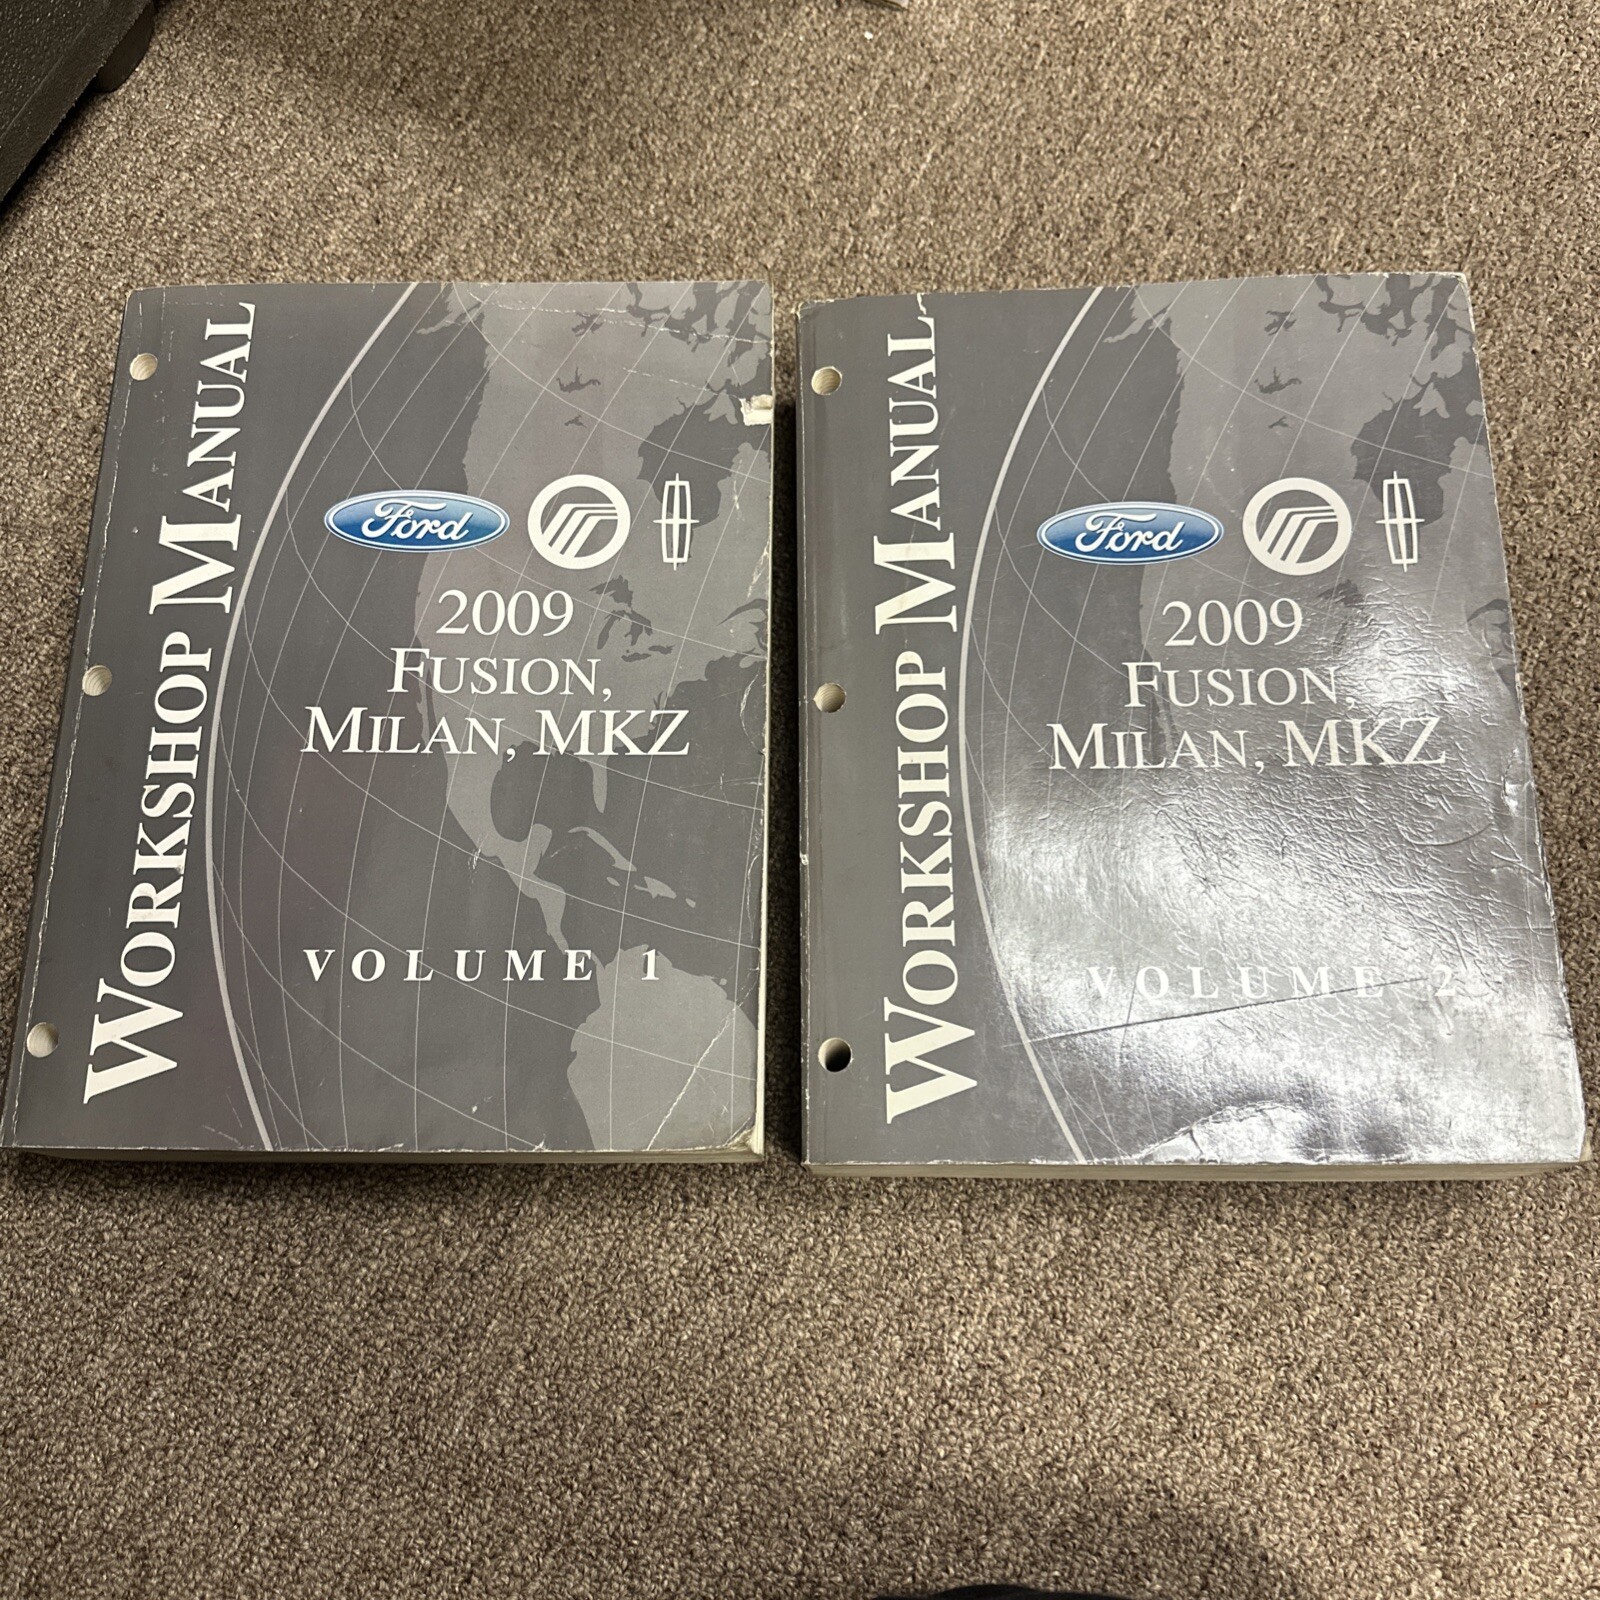 WORKSHOP MANUAL
Ford
2009
FUSION,
MILAN, MKZ
VOLUME 1
WORKSHOP MANUAL
Ford
2009
FUSION,
MILAN, MKZ
VOLUME 2